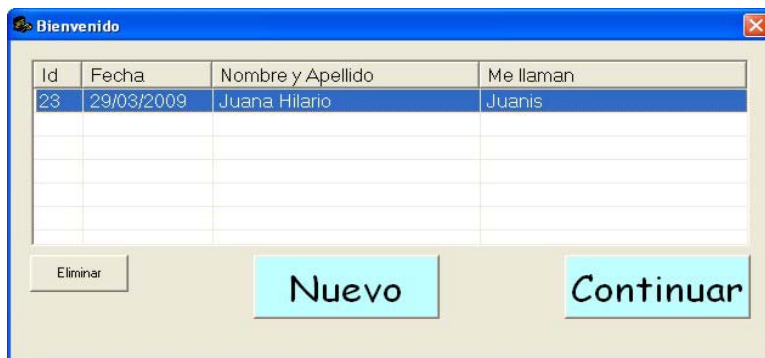 Bienvenido
Id Fecha Nombre y Apellido Me llaman
23 29/03/2009 Juana Hilario Juanis
Eliminar Nuevo Continuar